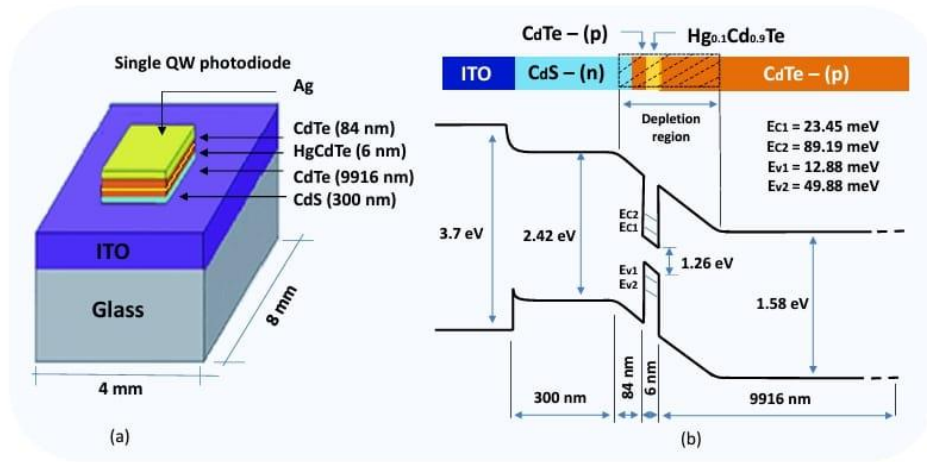 Single QW photodiode
Ag
CdTe (84 nm)
HgCdTe (6 nm)
CdTe (9916 nm)
CdS (300 nm)
ITO
Glass
8 mm
4 mm
(a)
CdTe – (p)
Hg₀.₁Cd₀.₉Te
ITO
CdS – (n)
CdTe – (p)
Depletion
region
EC1 = 23.45 meV
EC2 = 89.19 meV
EV1 = 12.88 meV
EV2 = 49.88 meV
3.7 eV
2.42 eV
EC2
EC1
EV1
EV2
1.26 eV
1.58 eV
300 nm
84 nm
6 nm
9916 nm
(b)